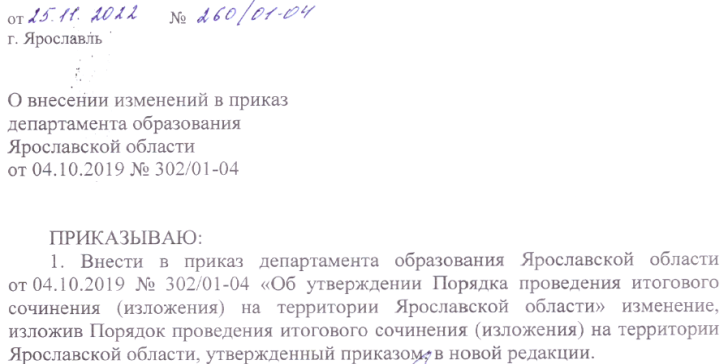 от 25.11.2022 № 260/01-04
г. Ярославль
О внесении изменений в приказ
департамента образования
Ярославской области
от 04.10.2019 № 302/01-04
ПРИКАЗЫВАЮ:
1. Внести в приказ департамента образования Ярославской области
от 04.10.2019 № 302/01-04 «Об утверждении Порядка проведения итогового
сочинения (изложения) на территории Ярославской области» изменение,
изложив Порядок проведения итогового сочинения (изложения) на территории
Ярославской области, утвержденный приказом, в новой редакции.